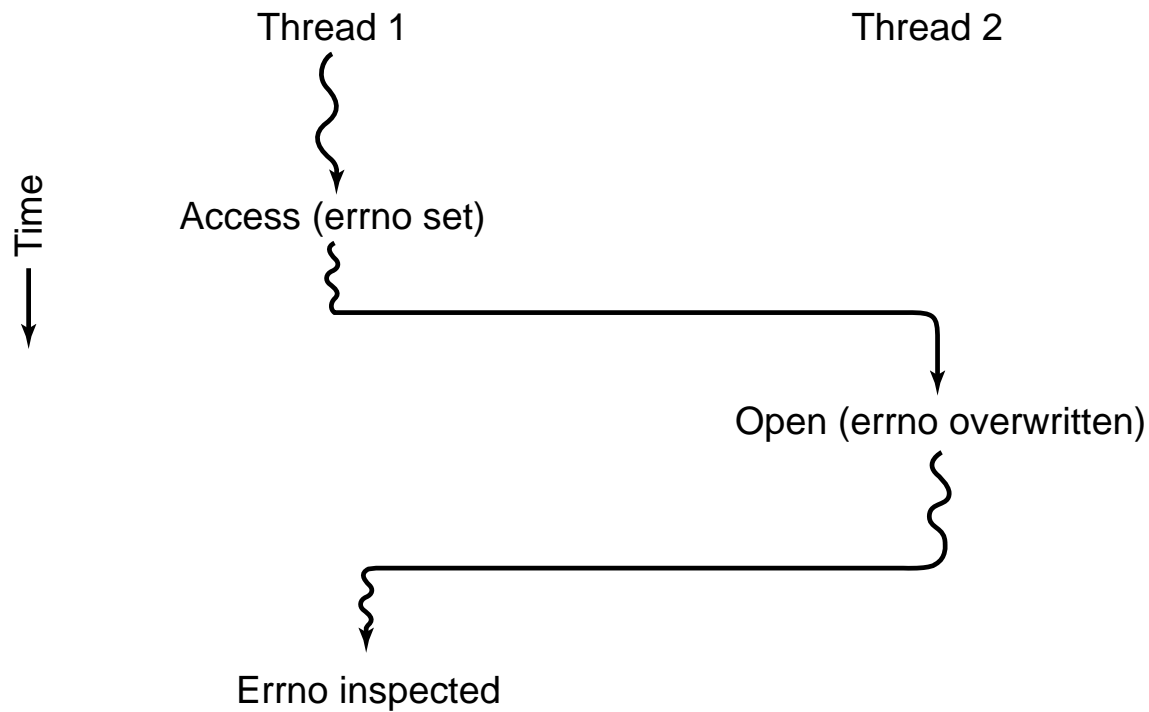 Thread 1
Thread 2
Time
Access (errno set)
Open (errno overwritten)
Errno inspected